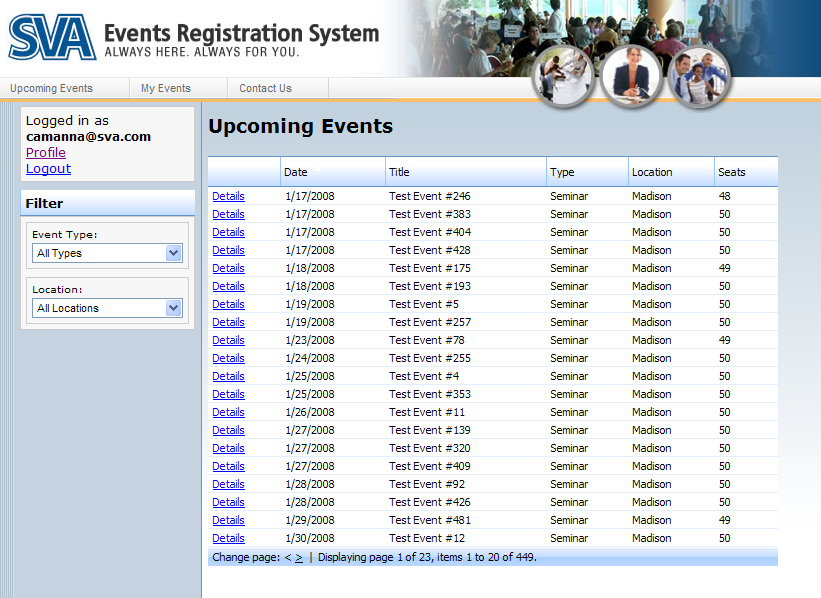 SVA Events Registration System
ALWAYS HERE. ALWAYS FOR YOU.
Upcoming Events My Events Contact Us
Logged in as
camanna@sva.com
Profile
Logout
Filter
Event Type:
All Types
Location:
All Locations
Upcoming Events
Date Title Type Location Seats
Details 1/17/2008 Test Event #246 Seminar Madison 48
Details 1/17/2008 Test Event #383 Seminar Madison 50
Details 1/17/2008 Test Event #404 Seminar Madison 50
Details 1/17/2008 Test Event #428 Seminar Madison 50
Details 1/18/2008 Test Event #175 Seminar Madison 49
Details 1/18/2008 Test Event #193 Seminar Madison 50
Details 1/19/2008 Test Event #5 Seminar Madison 50
Details 1/19/2008 Test Event #257 Seminar Madison 50
Details 1/23/2008 Test Event #78 Seminar Madison 49
Details 1/24/2008 Test Event #255 Seminar Madison 50
Details 1/25/2008 Test Event #4 Seminar Madison 50
Details 1/25/2008 Test Event #353 Seminar Madison 50
Details 1/26/2008 Test Event #11 Seminar Madison 50
Details 1/27/2008 Test Event #139 Seminar Madison 50
Details 1/27/2008 Test Event #320 Seminar Madison 50
Details 1/27/2008 Test Event #409 Seminar Madison 50
Details 1/28/2008 Test Event #92 Seminar Madison 50
Details 1/28/2008 Test Event #426 Seminar Madison 50
Details 1/29/2008 Test Event #481 Seminar Madison 49
Details 1/30/2008 Test Event #12 Seminar Madison 50
Change page: < > | Displaying page 1 of 23, items 1 to 20 of 449.